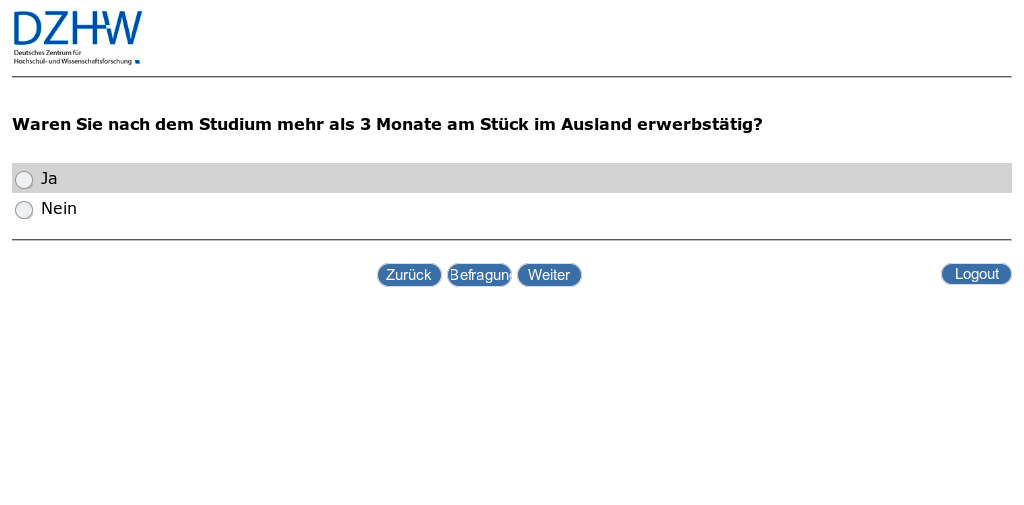 DZHW
Deutsches Zentrum für
Hochschul- und Wissenschaftsforschung
Waren Sie nach dem Studium mehr als 3 Monate am Stück im Ausland erwerbstätig?
Ja
Nein
Zurück Befragung Weiter Logout